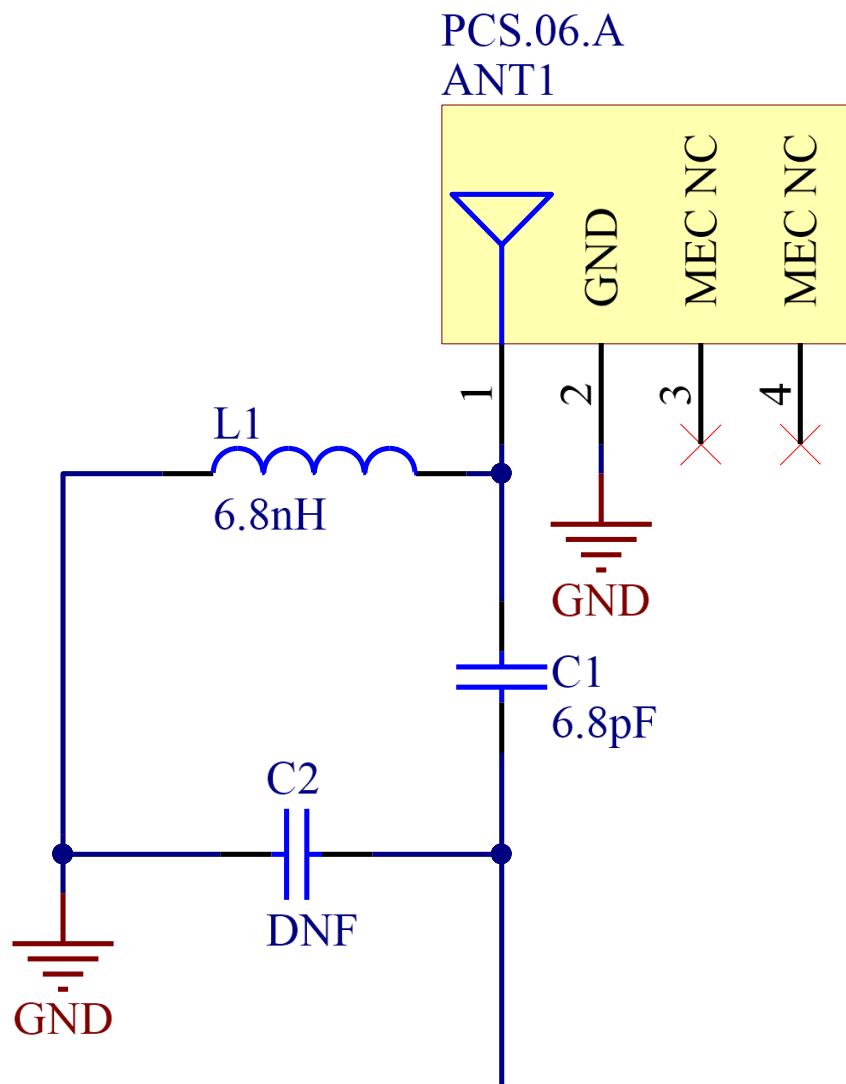 PCS.06.A
ANT1
GND
MEC NC
MEC NC
1
2
3
4
L1
6.8nH
GND
C1
6.8pF
C2
DNF
GND